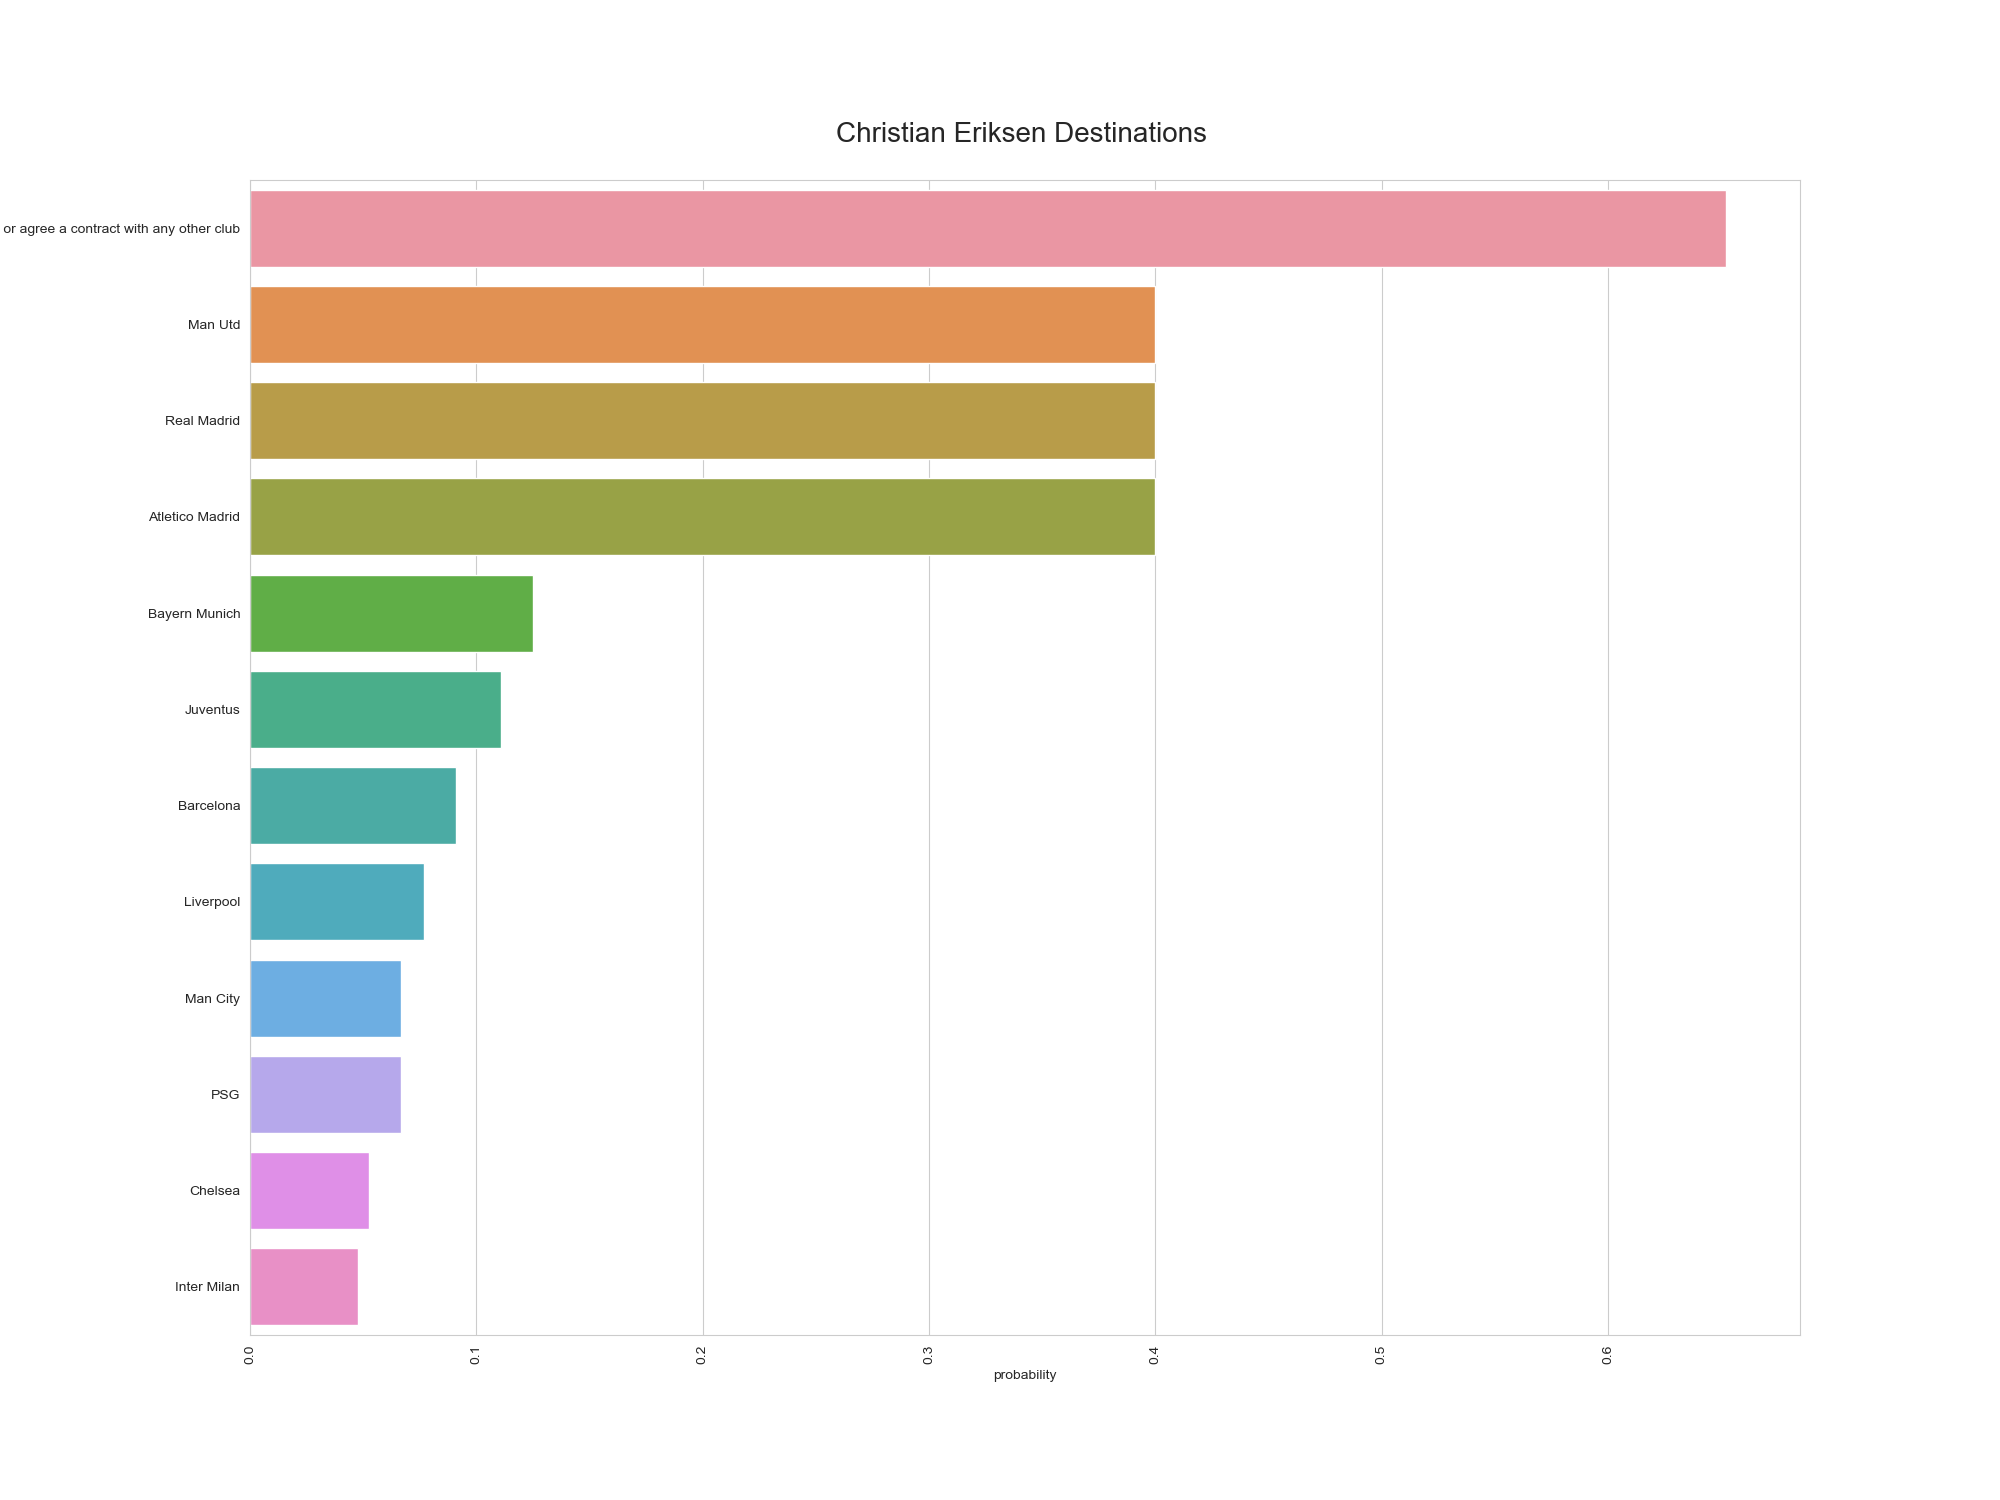 Christian Eriksen Destinations
or agree a contract with any other club
Man Utd
Real Madrid
Atletico Madrid
Bayern Munich
Juventus
Barcelona
Liverpool
Man City
PSG
Chelsea
Inter Milan
0.0 0.1 0.2 0.3 0.4 0.5 0.6
probability